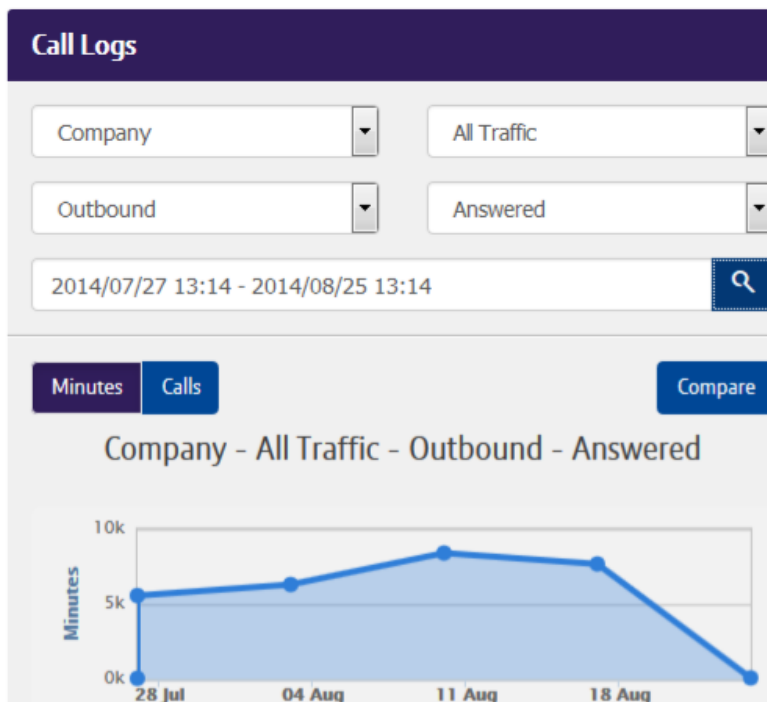 Call Logs
Company
All Traffic
Outbound
Answered
2014/07/27 13:14 - 2014/08/25 13:14
Minutes
Calls
Compare
Company - All Traffic - Outbound - Answered
10k
5k
0k
Minutes
28 Jul
04 Aug
11 Aug
18 Aug